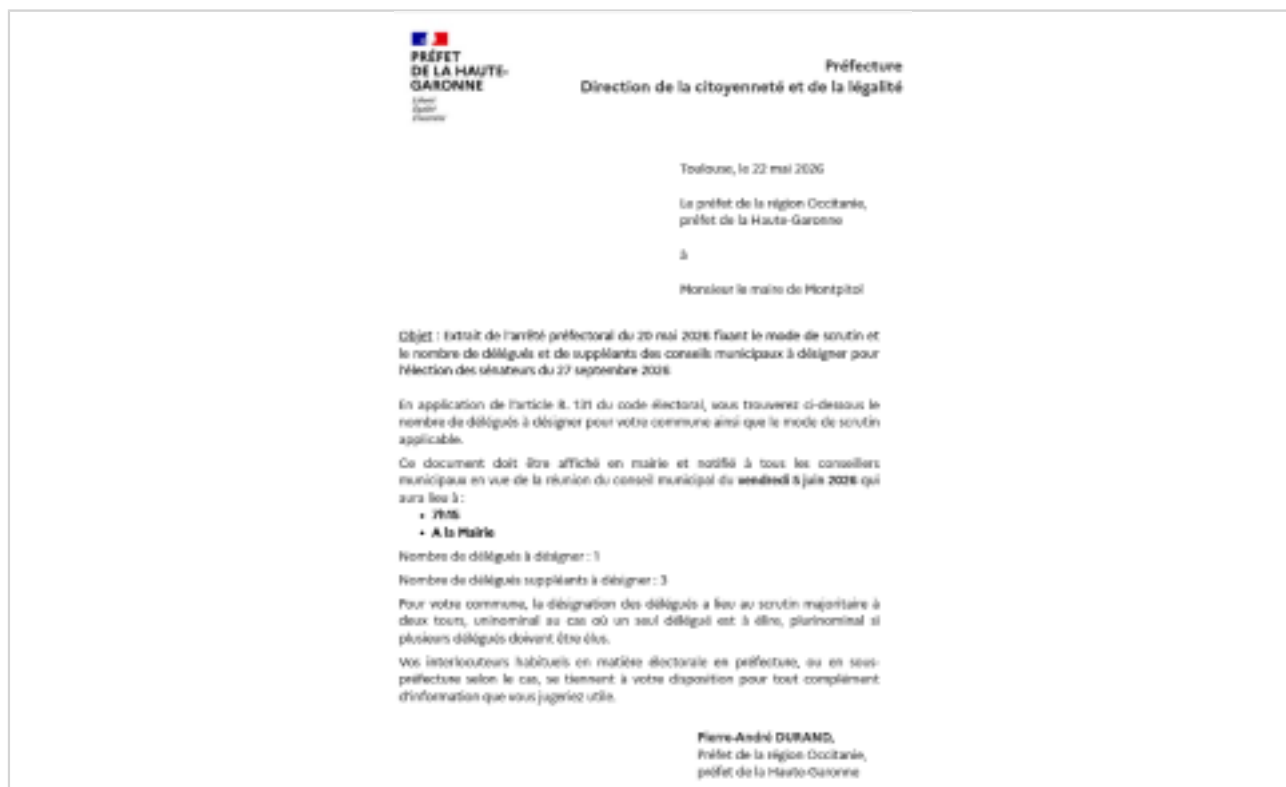 PRÉFET
DE LA HAUTE-
GARONNE
Liberté
Égalité
Fraternité
Préfecture
Direction de la citoyenneté et de la légalité
Toulouse, le 22 mai 2026
Le préfet de la région Occitanie,
préfet de la Haute-Garonne
à
Monsieur le maire de Montpitol
Objet : Extrait de l'arrêté préfectoral du 20 mai 2026 fixant le mode de scrutin et
le nombre de délégués et de suppléants des conseils municipaux à désigner pour
l'élection des sénateurs du 27 septembre 2026
En application de l'article R. 131 du code électoral, vous trouverez ci-dessous le
nombre de délégués à désigner pour votre commune ainsi que le mode de scrutin
applicable.
Ce document doit être affiché en mairie et notifié à tous les conseillers
municipaux en vue de la réunion du conseil municipal du vendredi 5 juin 2026 qui
aura lieu à :
• 7h15
• A la Mairie
Nombre de délégués à désigner : 1
Nombre de délégués suppléants à désigner : 3
Pour votre commune, la désignation des délégués a lieu au scrutin majoritaire à
deux tours, uninominal au cas où un seul délégué est à élire, plurinominal si
plusieurs délégués doivent être élus.
Vos interlocuteurs habituels en matière électorale en préfecture, ou en sous-
préfecture selon le cas, se tiennent à votre disposition pour tout complément
d'information que vous jugeriez utile.
Pierre-André DURAND,
Préfet de la région Occitanie,
préfet de la Haute-Garonne